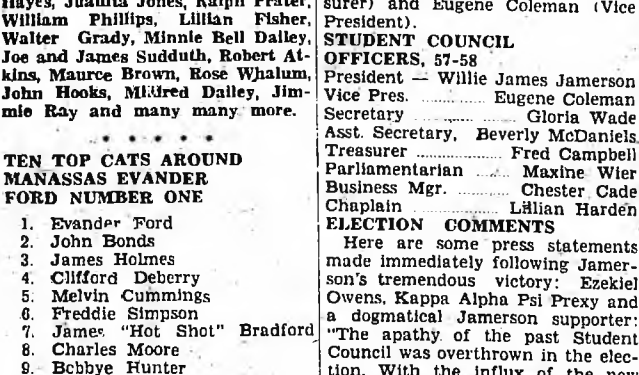 Hayes, Juanita Jones, Ralph Prater,
William Phillips, Lillian Fisher,
Walter Grady, Minnie Bell Dailey,
Joe and James Sudduth, Robert At-
kins, Maurce Brown, Rose Whalum,
John Hooks, Mildred Dailey, Jim-
mie Ray and many many more.
* * * * *
TEN TOP CATS AROUND
MANASSAS EVANDER
FORD NUMBER ONE
1. Evander Ford
2. John Bonds
3. James Holmes
4. Clifford Deberry
5. Melvin Cummings
6. Freddie Simpson
7. James "Hot Shot" Bradford
8. Charles Moore
9. Bobbye Hunter
surer) and Eugene Coleman (Vice
President).
STUDENT COUNCIL
OFFICERS, 57-58
President — Willie James Jamerson
Vice Pres. ............... Eugene Coleman
Secretary ............... Gloria Wade
Asst. Secretary, Beverly McDaniels
Treasurer ............... Fred Campbell
Parliamentarian ...... Maxine Wier
Business Mgr. ............ Chester Cade
Chaplain ............... Lillian Harden
ELECTION COMMENTS
Here are some press statements
made immediately following Jamer-
son's tremendous victory: Ezekiel
Owens, Kappa Alpha Psi Prexy and
a dogmatical Jamerson supporter:
"The apathy of the past Student
Council was overthrown in the elec-
tion. With the influx of the new